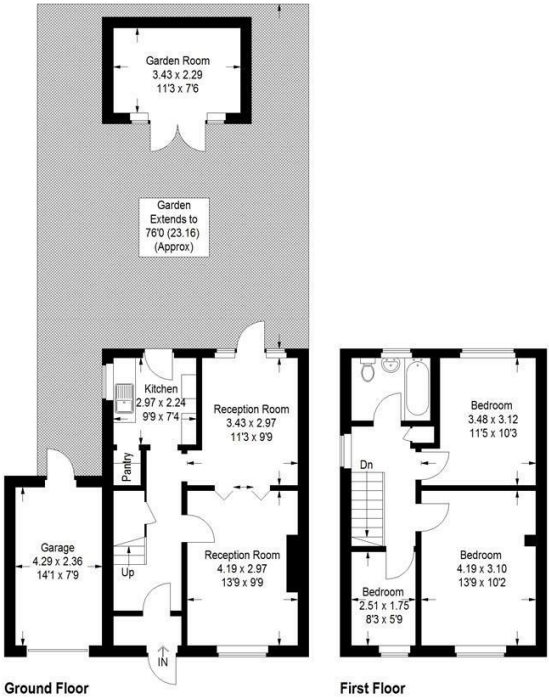 Garden Room
3.43 x 2.29
11'3 x 7'6
Garden
Extends to
76'0 (23.16)
(Approx)
Kitchen
2.97 x 2.24
9'9 x 7'4
Reception Room
3.43 x 2.97
11'3 x 9'9
Pantry
Garage
4.29 x 2.36
14'1 x 7'9
Up
Reception Room
4.19 x 2.97
13'9 x 9'9
IN
Ground Floor
Bedroom
3.48 x 3.12
11'5 x 10'3
Dn
Bedroom
4.19 x 3.10
13'9 x 10'2
Bedroom
2.51 x 1.75
8'3 x 5'9
First Floor